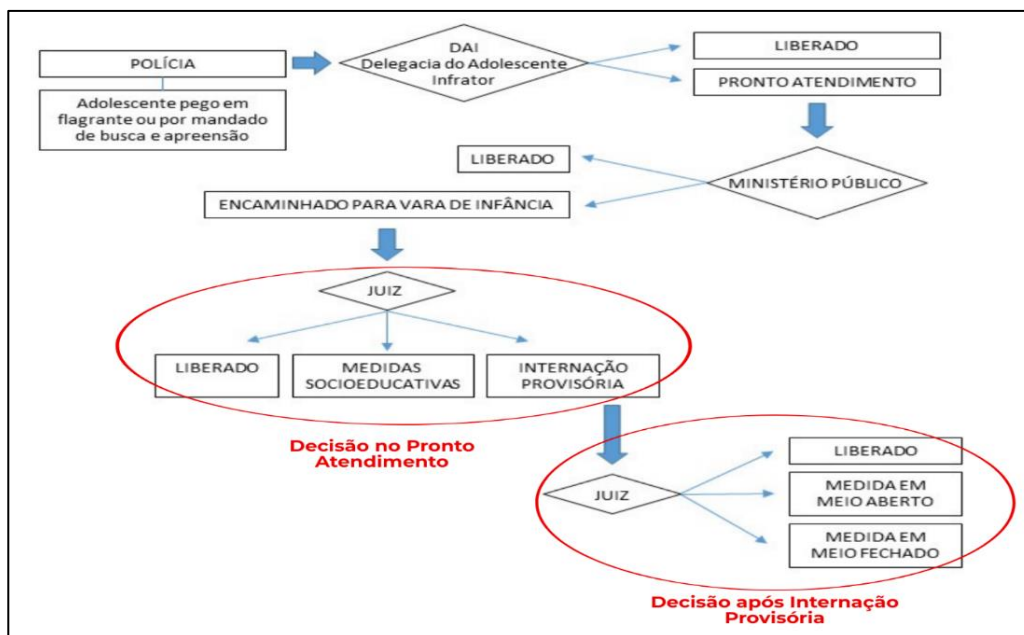 POLÍCIA
Adolescente pego em
flagrante ou por mandado
de busca e apreensão
DAI
Delegacia do Adolescente
Infrator
LIBERADO
PRONTO ATENDIMENTO
MINISTÉRIO PÚBLICO
LIBERADO
ENCAMINHADO PARA VARA DE INFÂNCIA
JUIZ
LIBERADO
MEDIDAS
SOCIOEDUCATIVAS
INTERNAÇÃO
PROVISÓRIA
Decisão no Pronto
Atendimento
JUIZ
LIBERADO
MEDIDA EM
MEIO ABERTO
MEDIDA EM
MEIO FECHADO
Decisão após Internação
Provisória